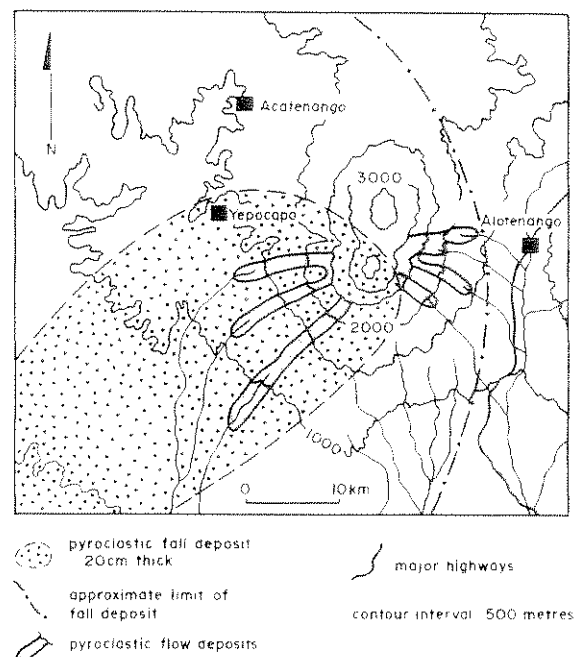 N
Acatenango
3000
Yepocapa
Alotenango
2000
1000
0 10km
pyroclastic fall deposit
20cm thick
approximate limit of
fall deposit
pyroclastic flow deposits
major highways
contour interval 500 metres